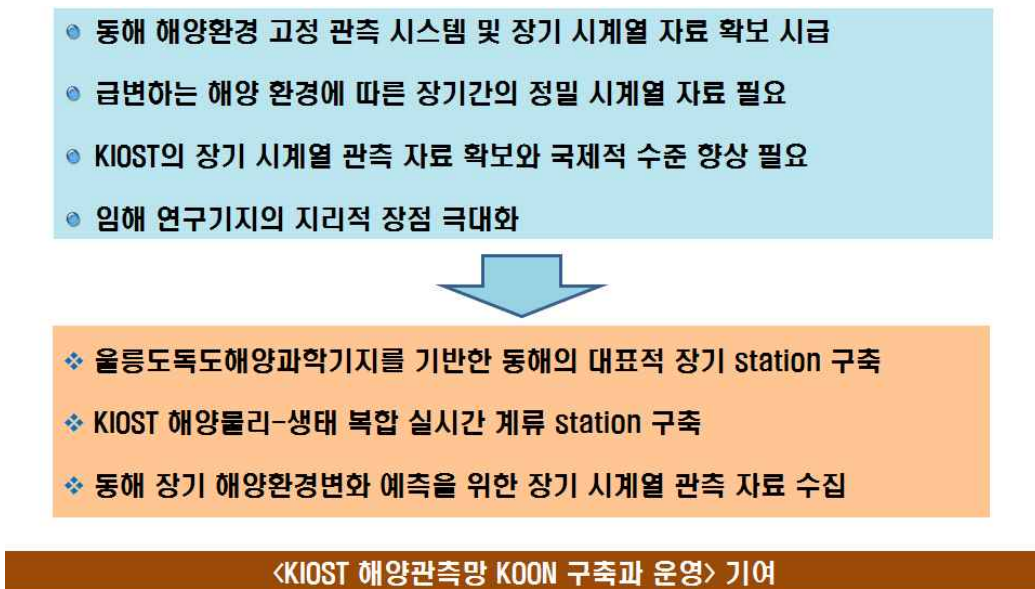 동해 해양환경 고정 관측 시스템 및 장기 시계열 자료 확보 시급
급변하는 해양 환경에 따른 장기간의 정밀 시계열 자료 필요
KIOST의 장기 시계열 관측 자료 확보와 국제적 수준 향상 필요
임해 연구기지의 지리적 장점 극대화
울릉도독도해양과학기지를 기반한 동해의 대표적 장기 station 구축
KIOST 해양물리-생태 복합 실시간 계류 station 구축
동해 장기 해양환경변화 예측을 위한 장기 시계열 관측 자료 수집
<KIOST 해양관측망 KOON 구축과 운영> 기여